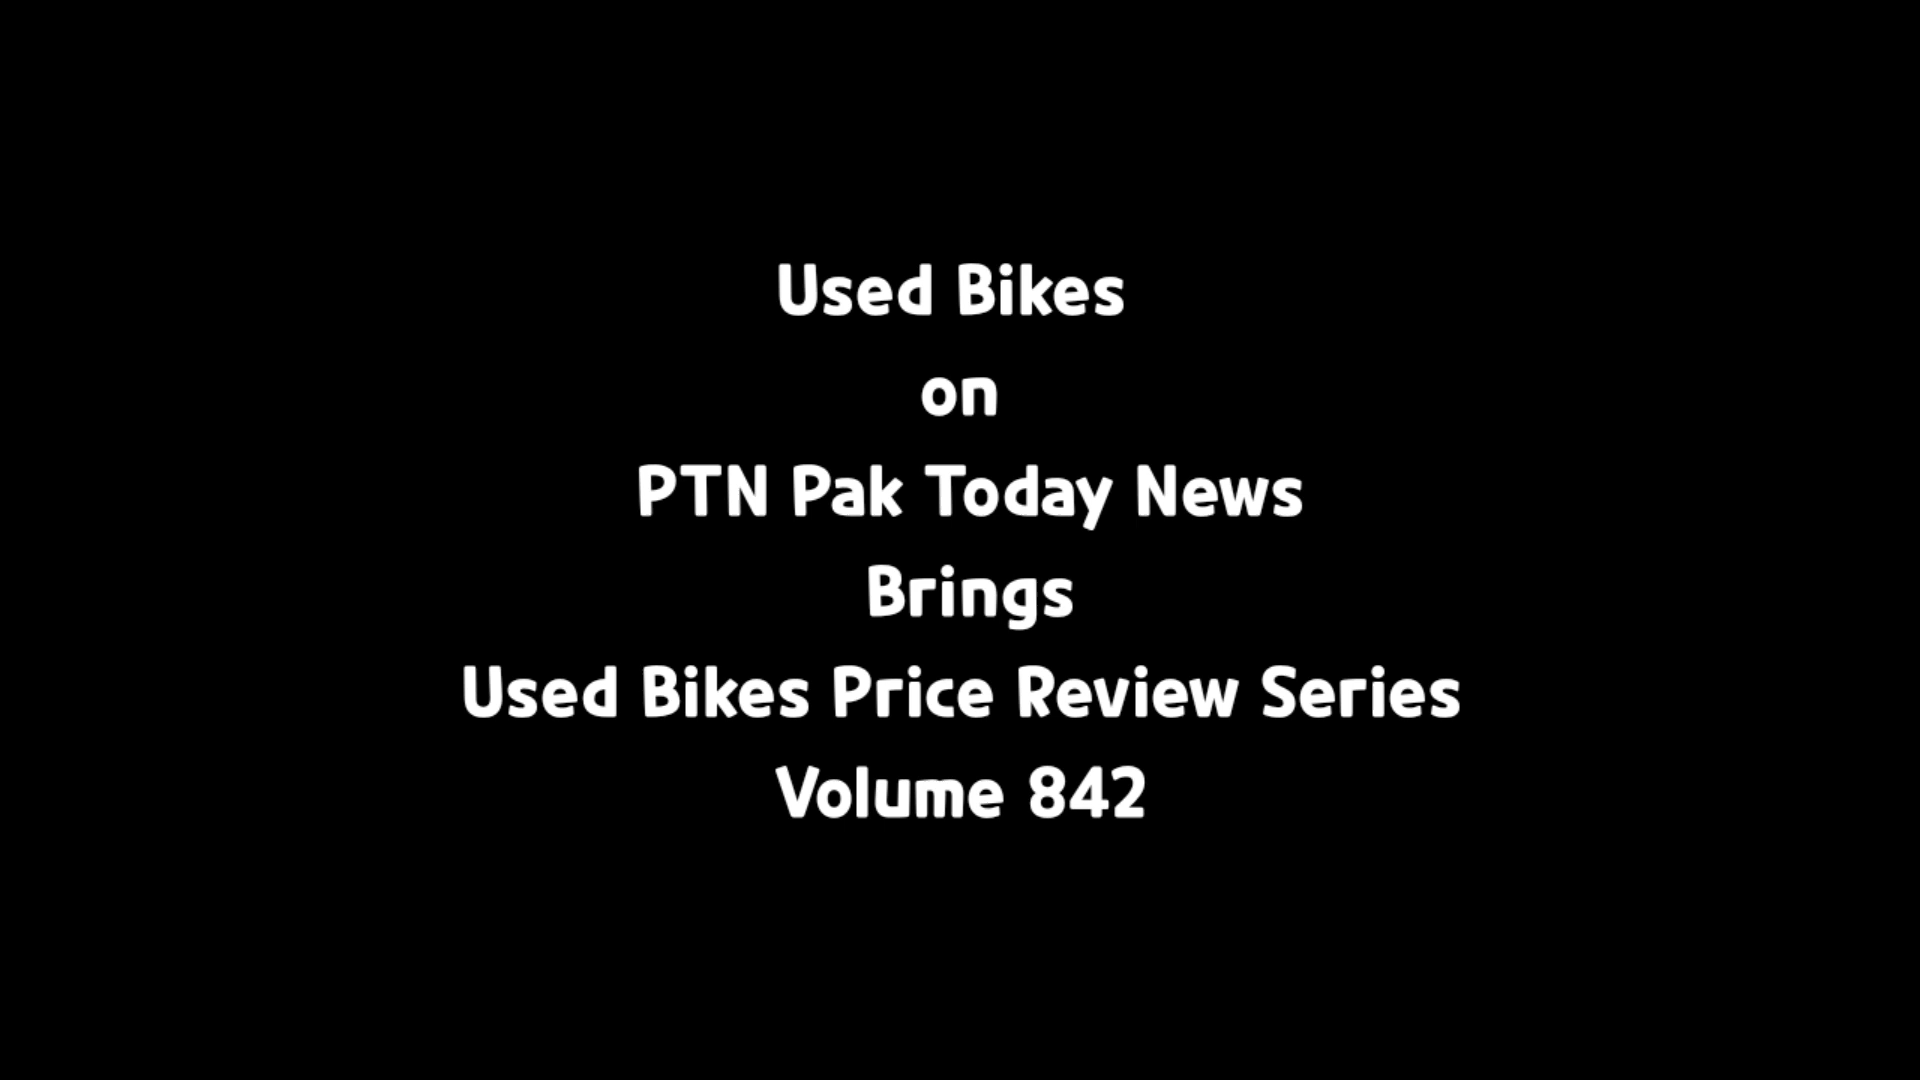 Used Bikes
on
PTN Pak Today News
Brings
Used Bikes Price Review Series
Volume 842